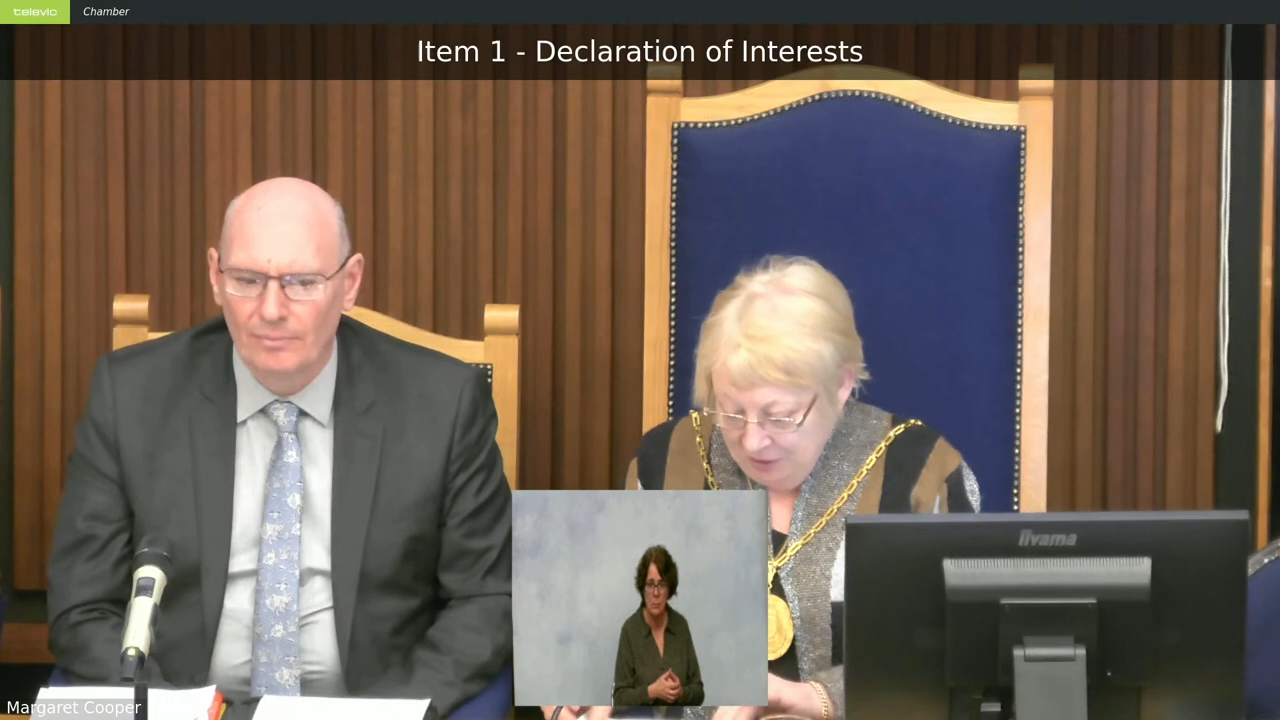 televic Chamber
Item 1 - Declaration of Interests
iiyama
Margaret Cooper